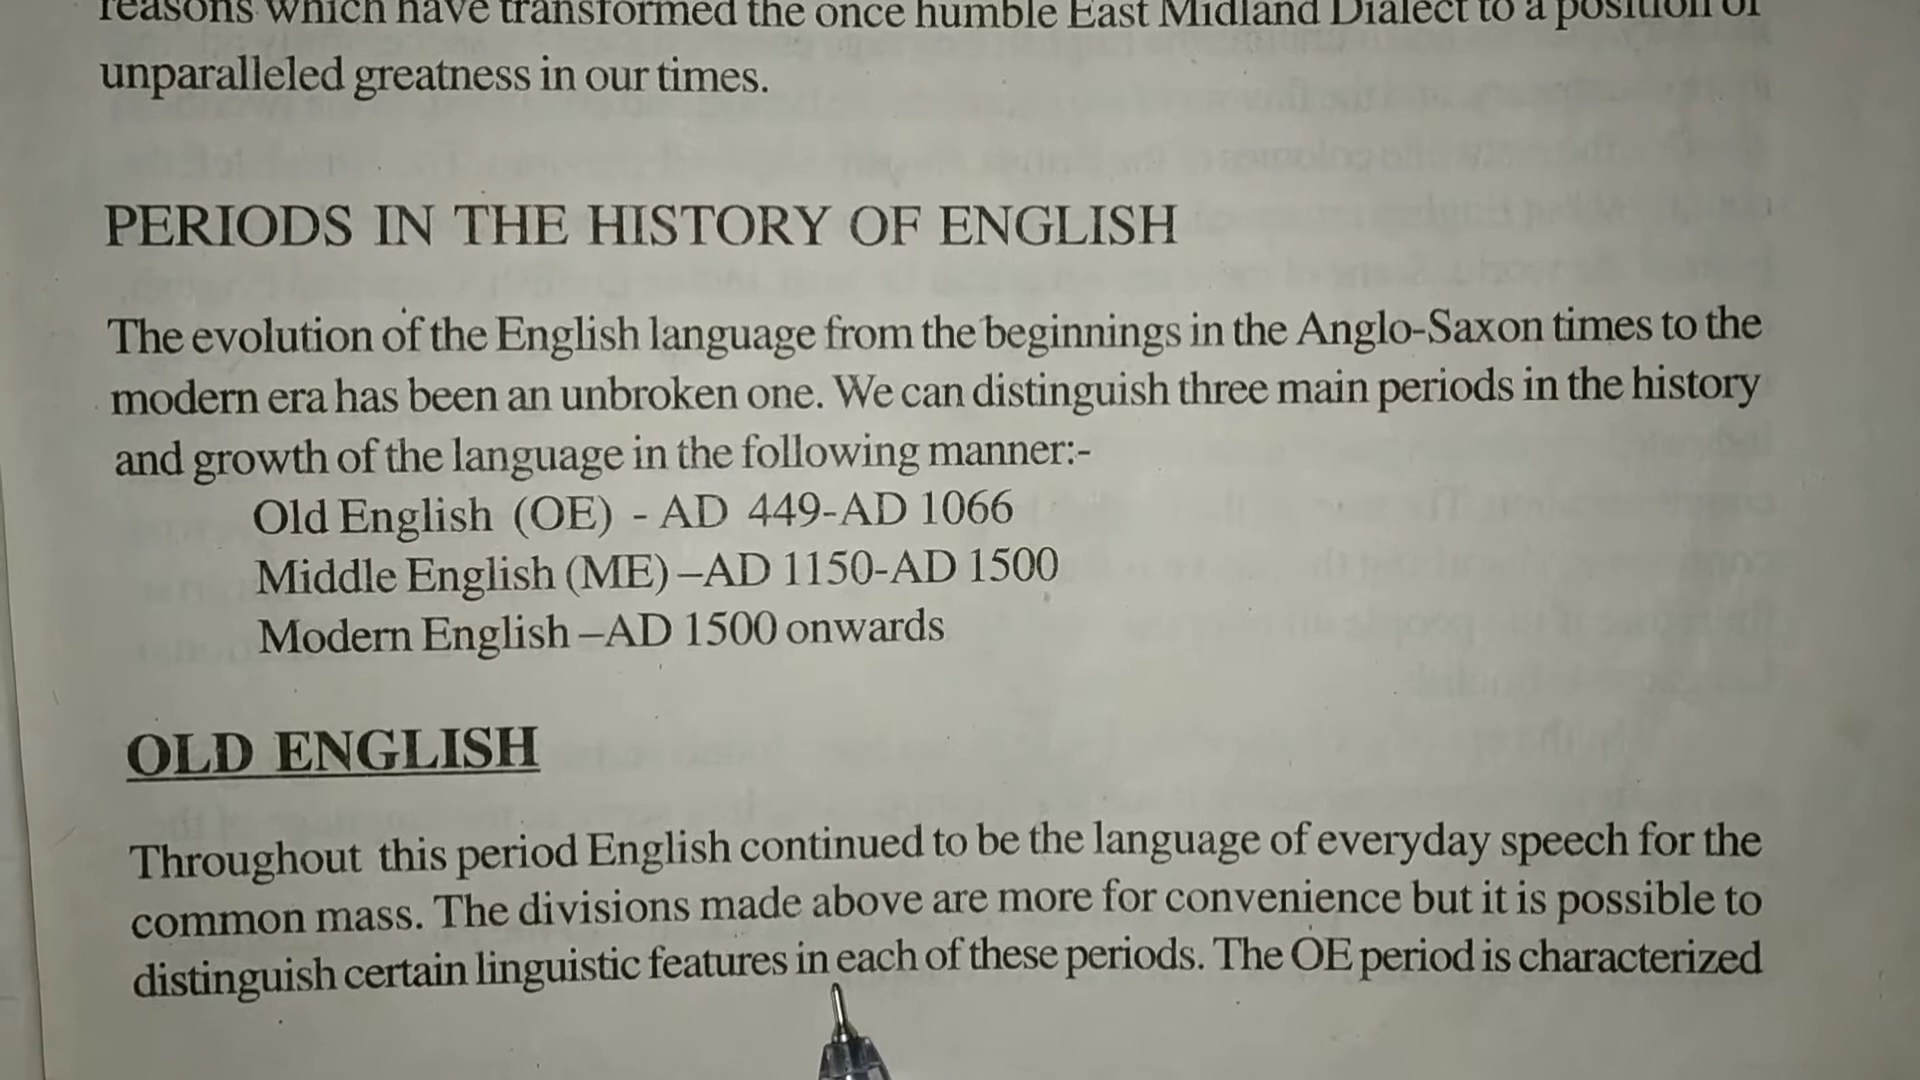 reasons which have transformed the once humble East Midland Dialect to a position of
unparalleled greatness in our times.
PERIODS IN THE HISTORY OF ENGLISH
The evolution of the English language from the beginnings in the Anglo-Saxon times to the
modern era has been an unbroken one. We can distinguish three main periods in the history
and growth of the language in the following manner:-
Old English (OE) - AD 449-AD 1066
Middle English (ME) –AD 1150-AD 1500
Modern English –AD 1500 onwards
OLD ENGLISH
Throughout this period English continued to be the language of everyday speech for the
common mass. The divisions made above are more for convenience but it is possible to
distinguish certain linguistic features in each of these periods. The OE period is characterized